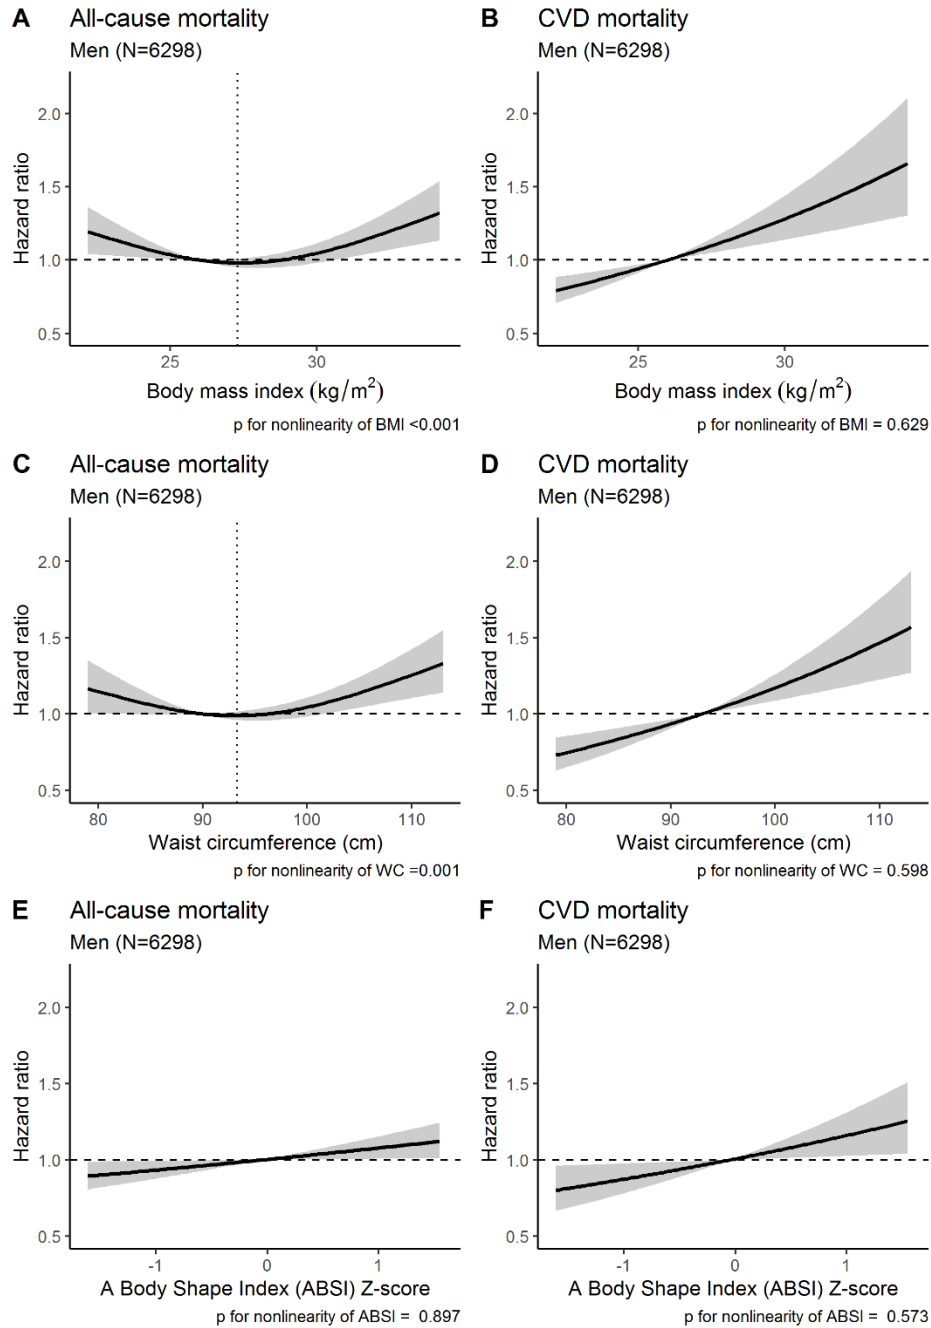 A All-cause mortality
Men (N=6298)
Hazard ratio
2.0
1.5
1.0
0.5
25 30
Body mass index (kg/m²)
p for nonlinearity of BMI <0.001
B CVD mortality
Men (N=6298)
Hazard ratio
2.0
1.5
1.0
0.5
25 30
Body mass index (kg/m²)
p for nonlinearity of BMI = 0.629
C All-cause mortality
Men (N=6298)
Hazard ratio
2.0
1.5
1.0
0.5
80 90 100 110
Waist circumference (cm)
p for nonlinearity of WC =0.001
D CVD mortality
Men (N=6298)
Hazard ratio
2.0
1.5
1.0
0.5
80 90 100 110
Waist circumference (cm)
p for nonlinearity of WC = 0.598
E All-cause mortality
Men (N=6298)
Hazard ratio
2.0
1.5
1.0
0.5
-1 0 1
A Body Shape Index (ABSI) Z-score
p for nonlinearity of ABSI = 0.897
F CVD mortality
Men (N=6298)
Hazard ratio
2.0
1.5
1.0
0.5
-1 0 1
A Body Shape Index (ABSI) Z-score
p for nonlinearity of ABSI = 0.573